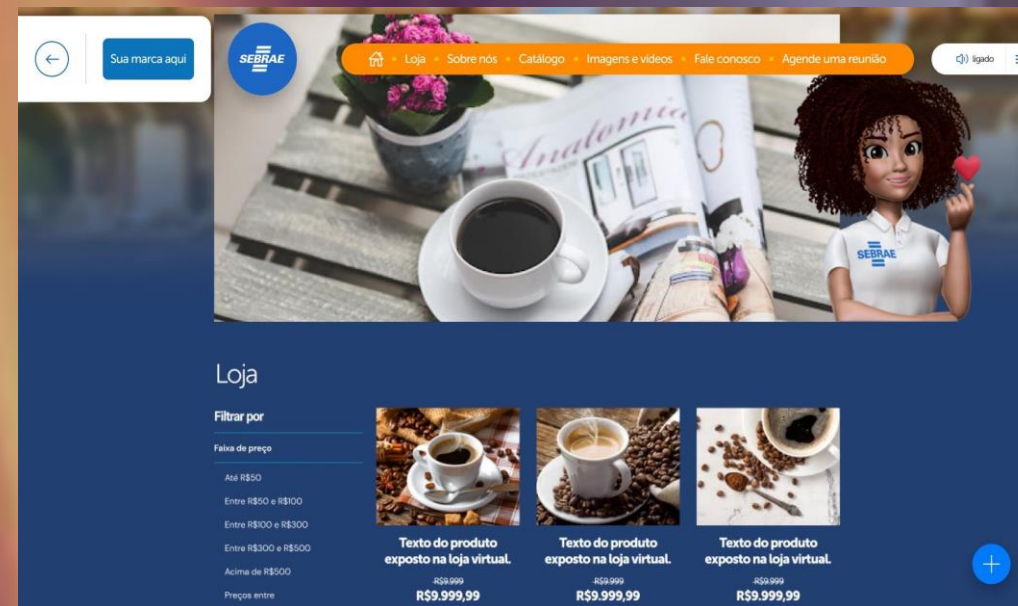 Sua marca aqui
SEBRAE
Loja • Sobre nós • Catálogo • Imagens e vídeos • Fale conosco • Agende uma reunião
ligado
Anatomia
SEBRAE
Loja
Filtrar por
Faixa de preço
Até R$50
Entre R$50 e R$100
Entre R$100 e R$300
Entre R$300 e R$500
Acima de R$500
Preços entre
Texto do produto
exposto na loja virtual.
R$9.999
R$9.999,99
Texto do produto
exposto na loja virtual.
R$9.999
R$9.999,99
Texto do produto
exposto na loja virtual.
R$9.999
R$9.999,99